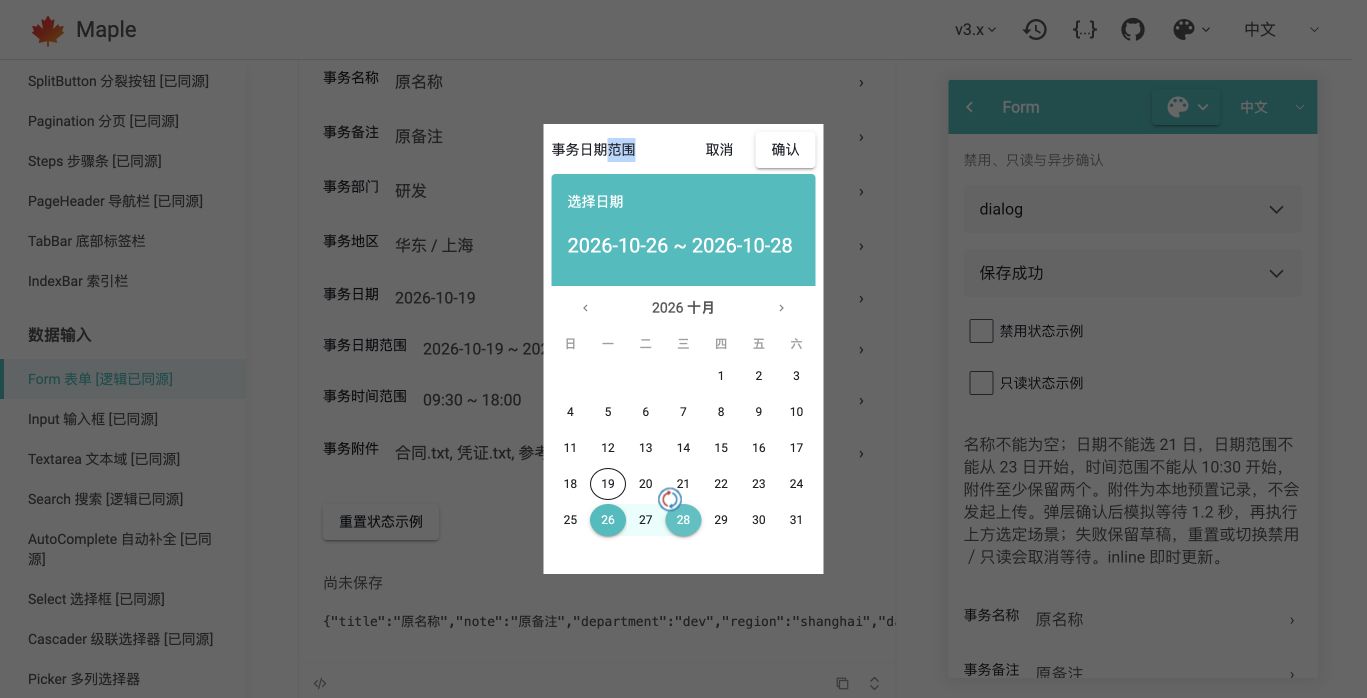 Maple
v3.x
中文
SplitButton 分裂按钮 [已同源]
Pagination 分页 [已同源]
Steps 步骤条 [已同源]
PageHeader 导航栏 [已同源]
TabBar 底部标签栏
IndexBar 索引栏
数据输入
Form 表单 [逻辑已同源]
Input 输入框 [已同源]
Textarea 文本域 [已同源]
Search 搜索 [逻辑已同源]
AutoComplete 自动补全 [已同
源]
Select 选择框 [已同源]
Cascader 级联选择器 [已同源]
Picker 多列选择器
事务名称 原名称
事务备注 原备注
事务部门 研发
事务地区 华东 / 上海
事务日期 2026-10-19
事务日期范围 2026-10-19 ~ 202
事务时间范围 09:30 ~ 18:00
事务附件 合同.txt, 凭证.txt, 参考
重置状态示例
尚未保存
{"title":"原名称","note":"原备注","department":"dev","region":"shanghai","da
事务日期范围 取消 确认
选择日期
2026-10-26 ~ 2026-10-28
2026 十月
日 一 二 三 四 五 六
1 2 3
4 5 6 7 8 9 10
11 12 13 14 15 16 17
18 19 20 21 22 23 24
25 26 27 28 29 30 31
Form
中文
禁用、只读与异步确认
dialog
保存成功
禁用状态示例
只读状态示例
名称不能为空；日期不能选 21 日，日期范围不
能从 23 日开始，时间范围不能从 10:30 开始，
附件至少保留两个。附件为本地预置记录，不会
发起上传。弹层确认后模拟等待 1.2 秒，再执行
上方选定场景；失败保留草稿，重置或切换禁用
/ 只读会取消等待。inline 即时更新。
事务名称 原名称
事务备注 原备注